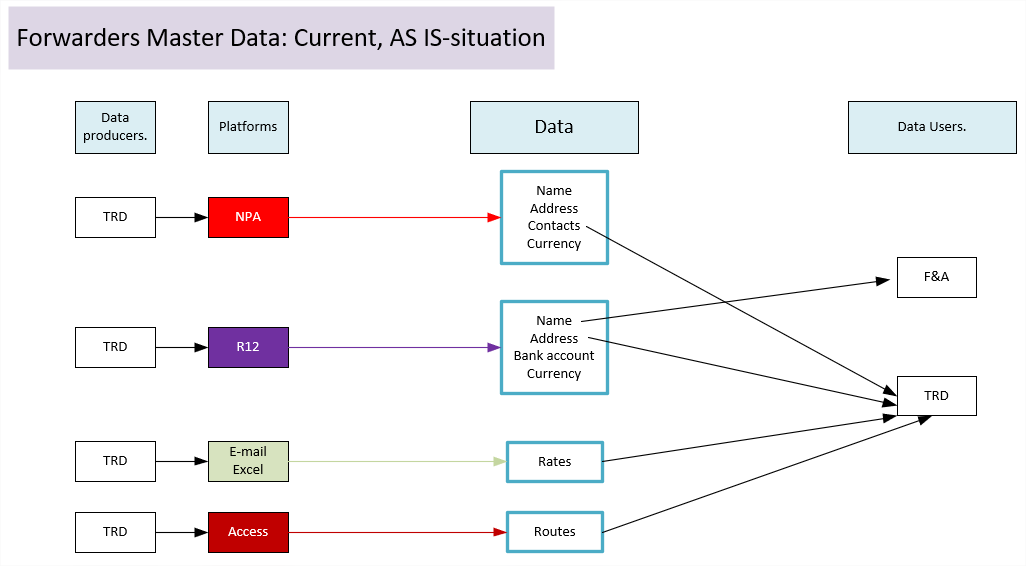 Forwarders Master Data: Current, AS IS-situation
Data
producers.
Platforms
Data
Data Users.
TRD
NPA
Name
Address
Contacts
Currency
F&A
TRD
R12
Name
Address
Bank account
Currency
TRD
TRD
E-mail
Excel
Rates
TRD
Access
Routes